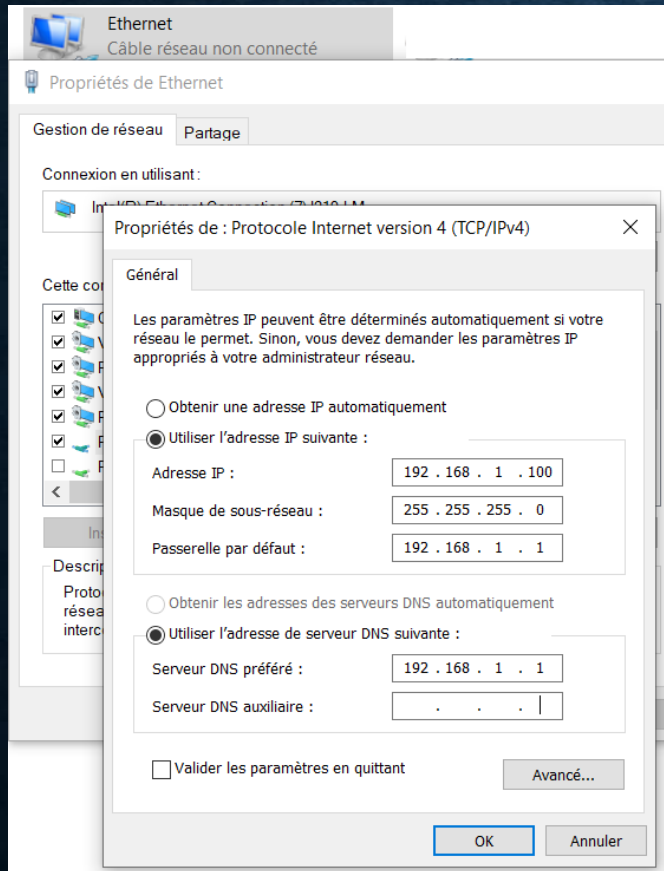 Ethernet
Câble réseau non connecté
Propriétés de Ethernet
Gestion de réseau
Partage
Connexion en utilisant :
Propriétés de : Protocole Internet version 4 (TCP/IPv4)
Général
Cette co
Les paramètres IP peuvent être déterminés automatiquement si votre
réseau le permet. Sinon, vous devez demander les paramètres IP
appropriés à votre administrateur réseau.
Obtenir une adresse IP automatiquement
Utiliser l'adresse IP suivante :
Adresse IP :
192 . 168 . 1 . 100
Masque de sous-réseau :
255 . 255 . 255 . 0
Passerelle par défaut :
192 . 168 . 1 . 1
Obtenir les adresses des serveurs DNS automatiquement
Utiliser l'adresse de serveur DNS suivante :
Serveur DNS préféré :
192 . 168 . 1 . 1
Serveur DNS auxiliaire :
. . .
Valider les paramètres en quittant
Avancé...
OK
Annuler
Ins
Descrip
Proto
résea
interc